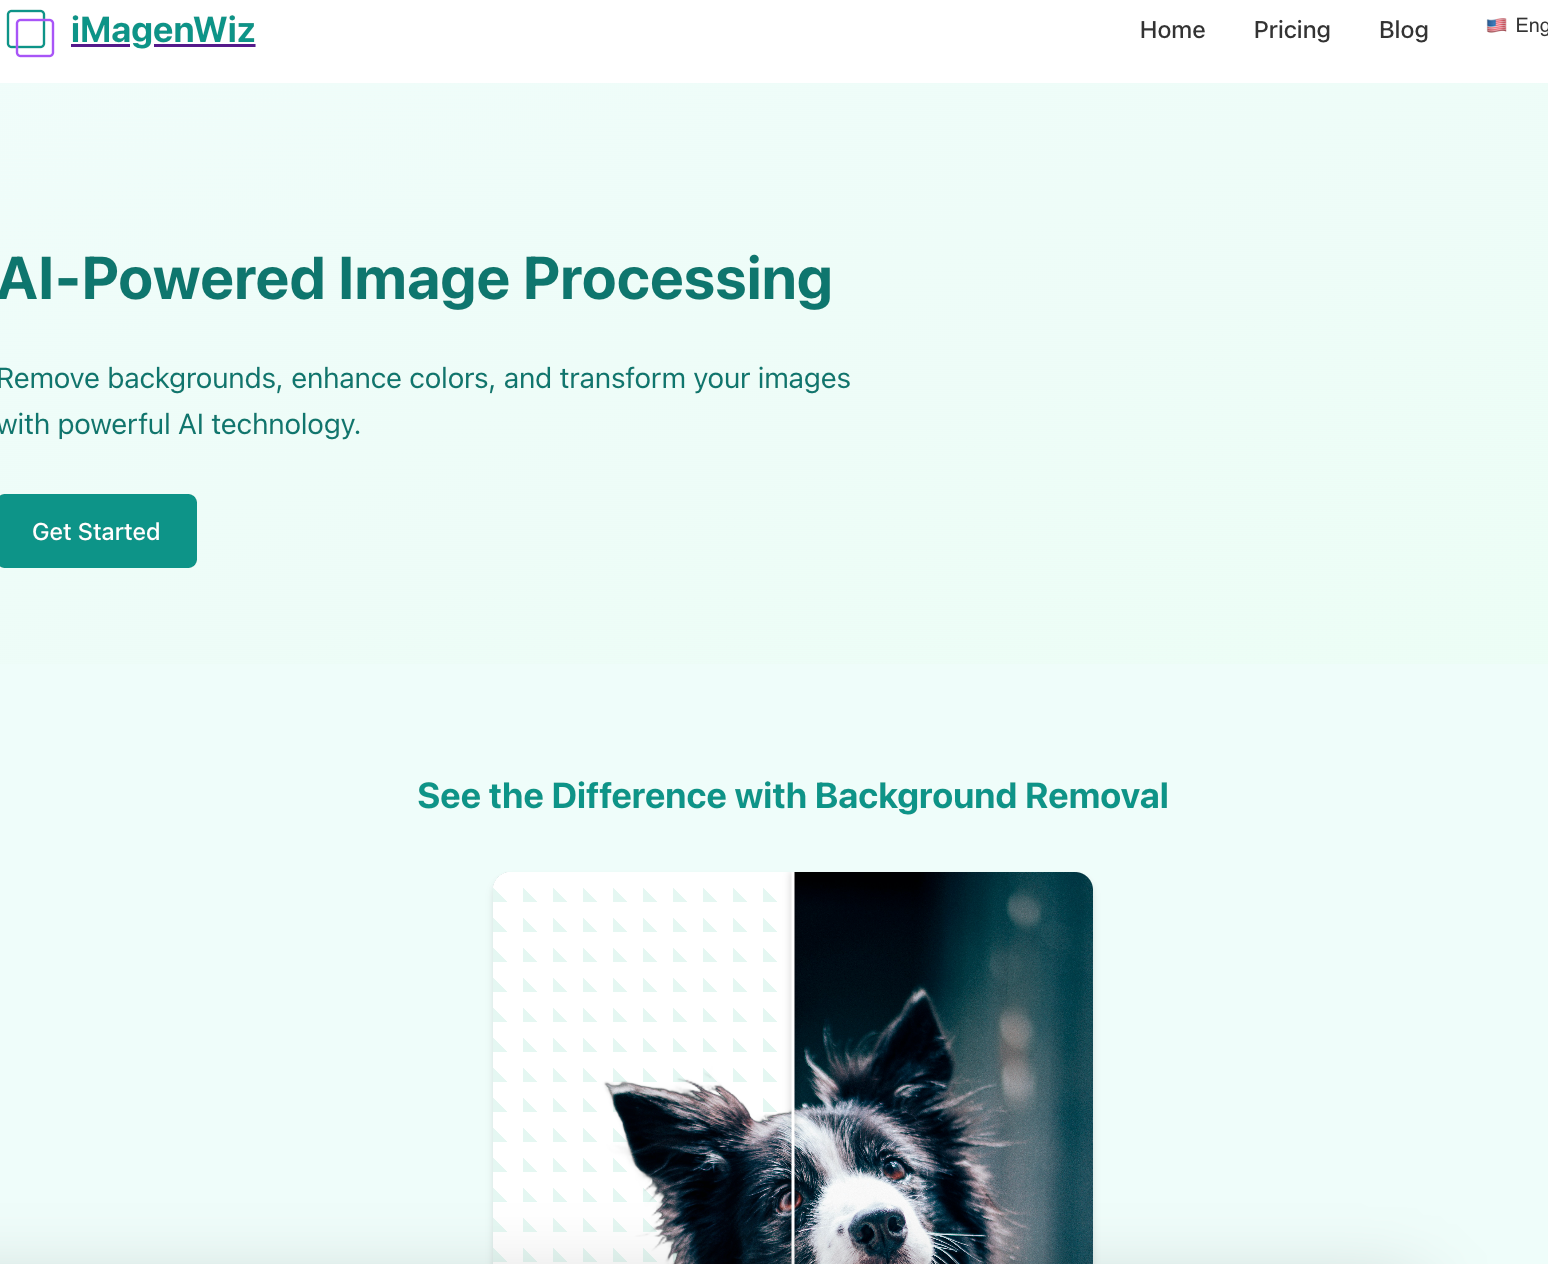 iMagenWiz
Home Pricing Blog Eng
AI-Powered Image Processing
Remove backgrounds, enhance colors, and transform your images
with powerful AI technology.
Get Started
See the Difference with Background Removal